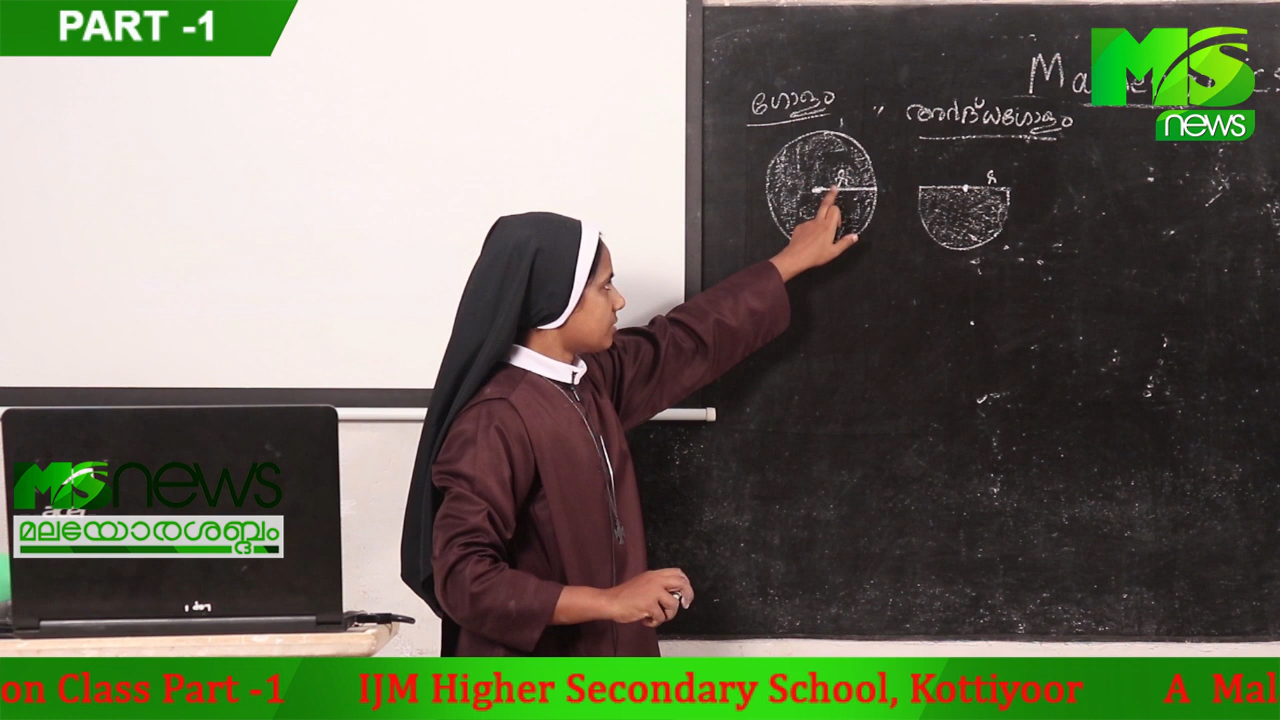 PART -1
MS
news
ഗോളം " അർദ്ധഗോളം
r
r
MS news
മലയോരശബ്ദം
on Class Part -1 IJM Higher Secondary School, Kottiyoor A Mal